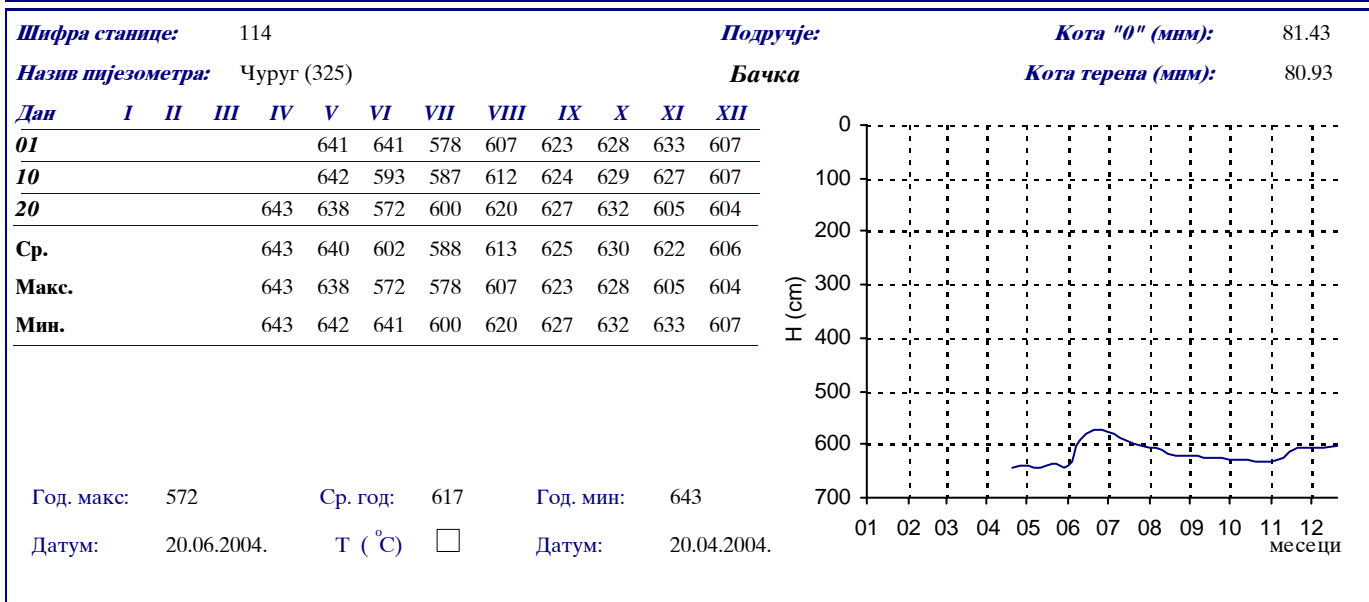 Шифра станице: 114 Подручје: Кота "0" (мнм): 81.43
Назив пијезометра: Чуруг (325) Бачка Кота терена (мнм): 80.93
Дан I II III IV V VI VII VIII IX X XI XII
01 641 641 578 607 623 628 633 607
10 642 593 587 612 624 629 627 607
20 643 638 572 600 620 627 632 605 604
Ср. 643 640 602 588 613 625 630 622 606
Макс. 643 638 572 578 607 623 628 605 604
Мин. 643 642 641 600 620 627 632 633 607
Год. макс: 572 Ср. год: 617 Год. мин: 643
Датум: 20.06.2004. Т (°C) Датум: 20.04.2004.
H (cm)
0
100
200
300
400
500
600
700
01 02 03 04 05 06 07 08 09 10 11 12
месеци